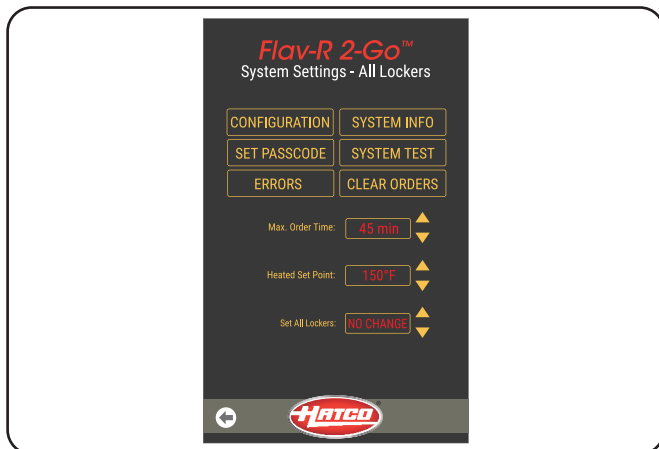 Flav-R 2-Go™
System Settings - All Lockers
CONFIGURATION SYSTEM INFO
SET PASSCODE SYSTEM TEST
ERRORS CLEAR ORDERS
Max. Order Time: 45 min
Heated Set Point: 150°F
Set All Lockers: NO CHANGE
HATCO®